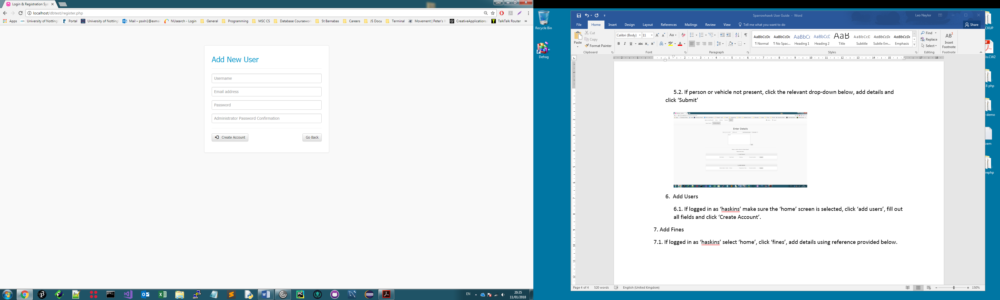 Login & Registration Sys
Leo
localhost/dbtest/register.php
Apps
University of Notting
Portal
University of Notting
Mail – psxln1@exma
NUsearch - Login
General
Programming
MSC CS
Database Coursework
St Barnabas
Careers
JS Docu
Terminal
Movement | Peter's
CreativeApplications.
TalkTalk Router
»
Add New User
Username
Email address
Password
Administrator Password Confirmation
Create Account
Go Back
EN
20:35
11/01/2018
Recycle Bin
Defrag
Sparrowhawk User Guide - Word
Leo Naylor
File Home Insert Design Layout References Mailings Review View Tell me what you want to do
Share
Paste
Cut
Copy
Format Painter
Clipboard
Calibri (Body) 11
Font
Paragraph
AaBbCcDc AaBbCcDc AaBbCc AaBbCcD AaB AaBbCcD AaBbCcDc AaBbCcDc
¶ Normal ¶ No Spac... Heading 1 Heading 2 Title Subtitle Subtle Em... Emphasis
Styles
Find
Replace
Select
Editing
AB¹
Insert
Footnote
Footnote
5.2. If person or vehicle not present, click the relevant drop-down below, add details and
click ‘Submit’
Enter Details
6. Add Users
6.1. If logged in as ‘haskins’ make sure the ‘home’ screen is selected, click ‘add users’, fill out
all fields and click ‘Create Account’.
7. Add Fines
7.1. If logged in as ‘haskins’ select ‘home’, click ‘fines’, add details using reference provided below.
Page 4 of 4 520 words English (United Kingdom)
150%
CKUP
is.CW2
8 php
-demo
oem
rephp